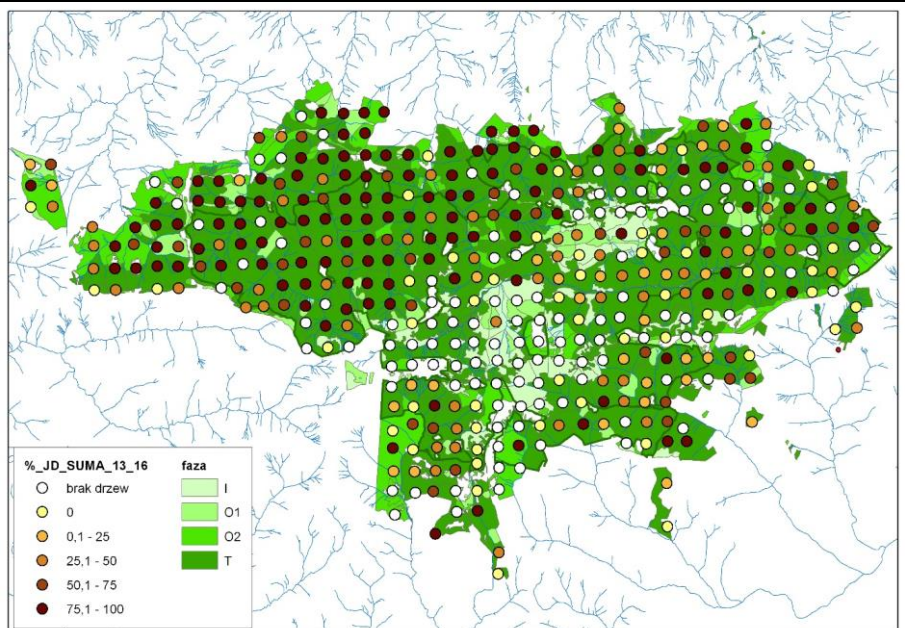 %_JD_SUMA_13_16
brak drzew
0
0,1 - 25
25,1 - 50
50,1 - 75
75,1 - 100
faza
I
O1
O2
T